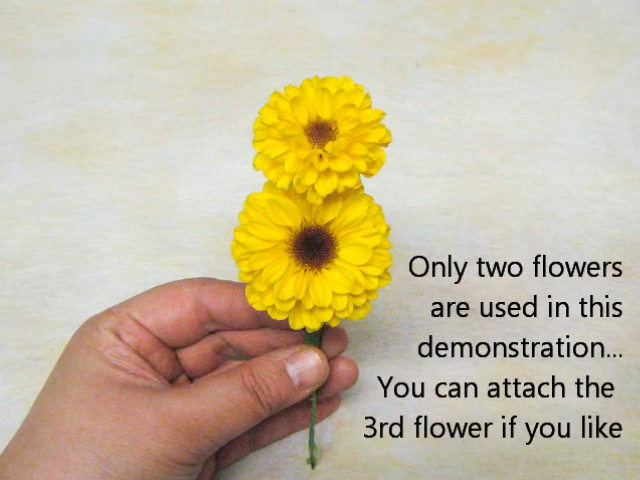 Only two flowers
are used in this
demonstration...
You can attach the
3rd flower if you like